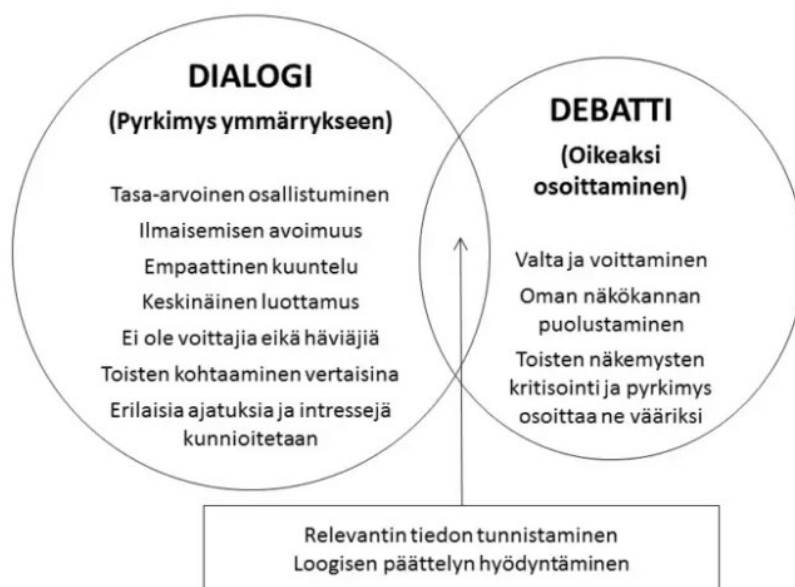 DIALOGI
(Pyrkimys ymmärrykseen)
Tasa-arvoinen osallistuminen
Ilmaisemisen avoimuus
Empaattinen kuuntelu
Keskinäinen luottamus
Ei ole voittajia eikä häviäjiä
Toisten kohtaaminen vertaisina
Erilaisia ajatuksia ja intressejä
kunnioitetaan
DEBATTI
(Oikeaksi
osoittaminen)
Valta ja voittaminen
Oman näkökannan
puolustaminen
Toisten näkemysten
kritisointi ja pyrkimys
osoittaa ne vääriksi
Relevantin tiedon tunnistaminen
Loogisen päättelyn hyödyntäminen